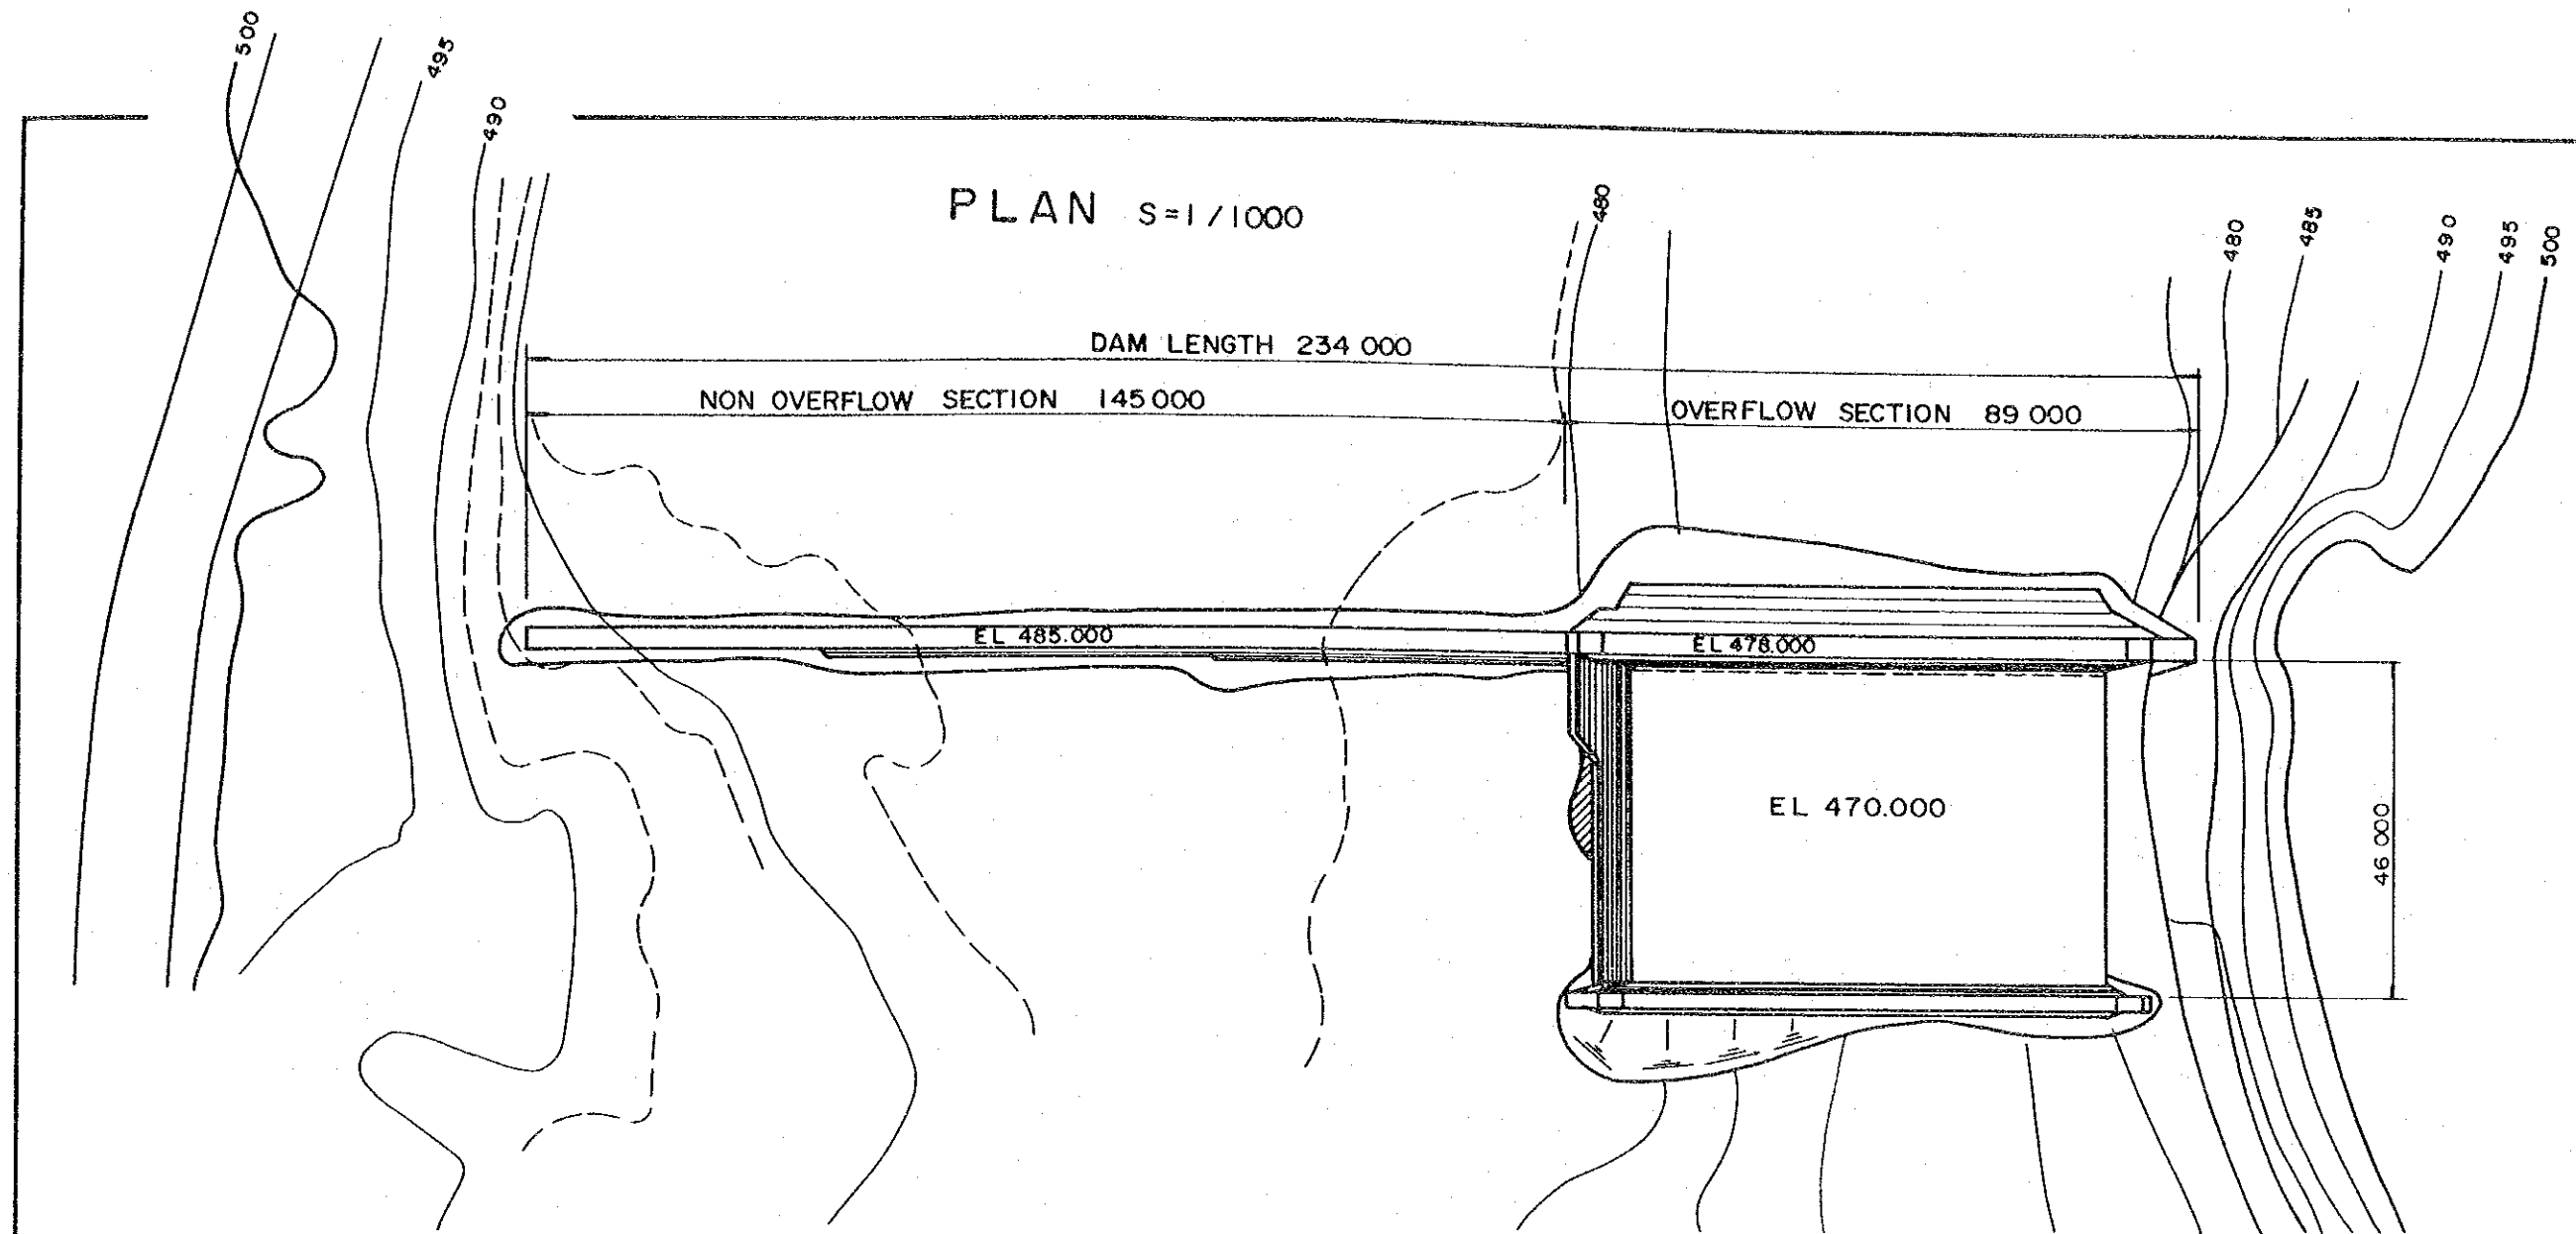 500
495
490
PLAN S=1/1000
480
480
485
490
495
500
DAM LENGTH 234 000
NON OVERFLOW SECTION 145 000
OVERFLOW SECTION 89 000
EL 485.000
EL 478.000
EL 470.000
46 000